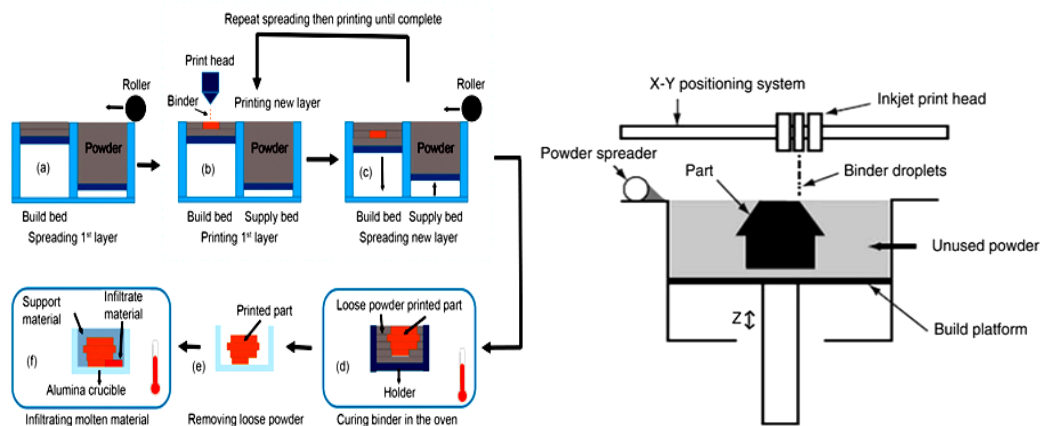 Repeat spreading then printing until complete
Print head
Roller
Binder
Printing new layer
Roller
Powder
Powder
Powder
(a)
(b)
(c)
Build bed
Build bed
Supply bed
Build bed
Supply bed
Spreading 1st layer
Printing 1st layer
Spreading new layer
Support
material
Infiltrate
material
Printed part
Loose powder printed part
(f)
(e)
(d)
Alumina crucible
Holder
Infiltrating molten material
Removing loose powder
Curing binder in the oven
X-Y positioning system
Inkjet print head
Powder spreader
Part
Binder droplets
Unused powder
Z
Build platform